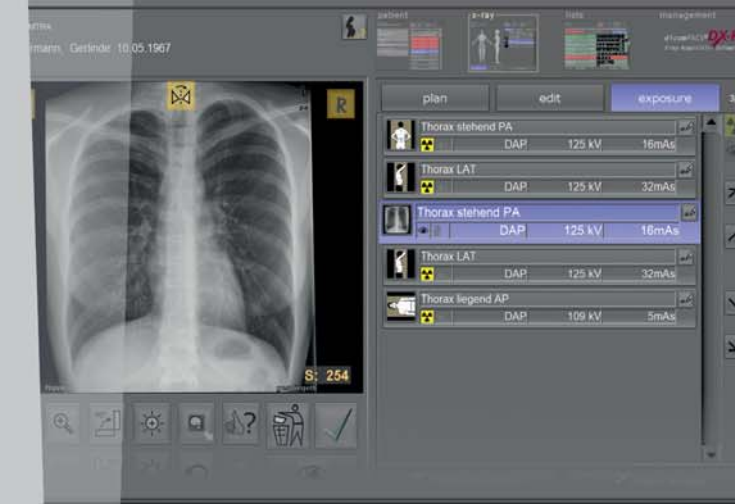 patient
x-ray
lists
management
ermann, Gerlinde 10.05.1967
R
plan
edit
exposure
Thorax stehend PA
DAP 125 kV 16mAs
Thorax LAT
DAP 125 kV 32mAs
Thorax stehend PA
DAP 125 kV 16mAs
Thorax LAT
DAP 125 kV 32mAs
Thorax liegend AP
DAP 109 kV 5mAs
S: 254
?